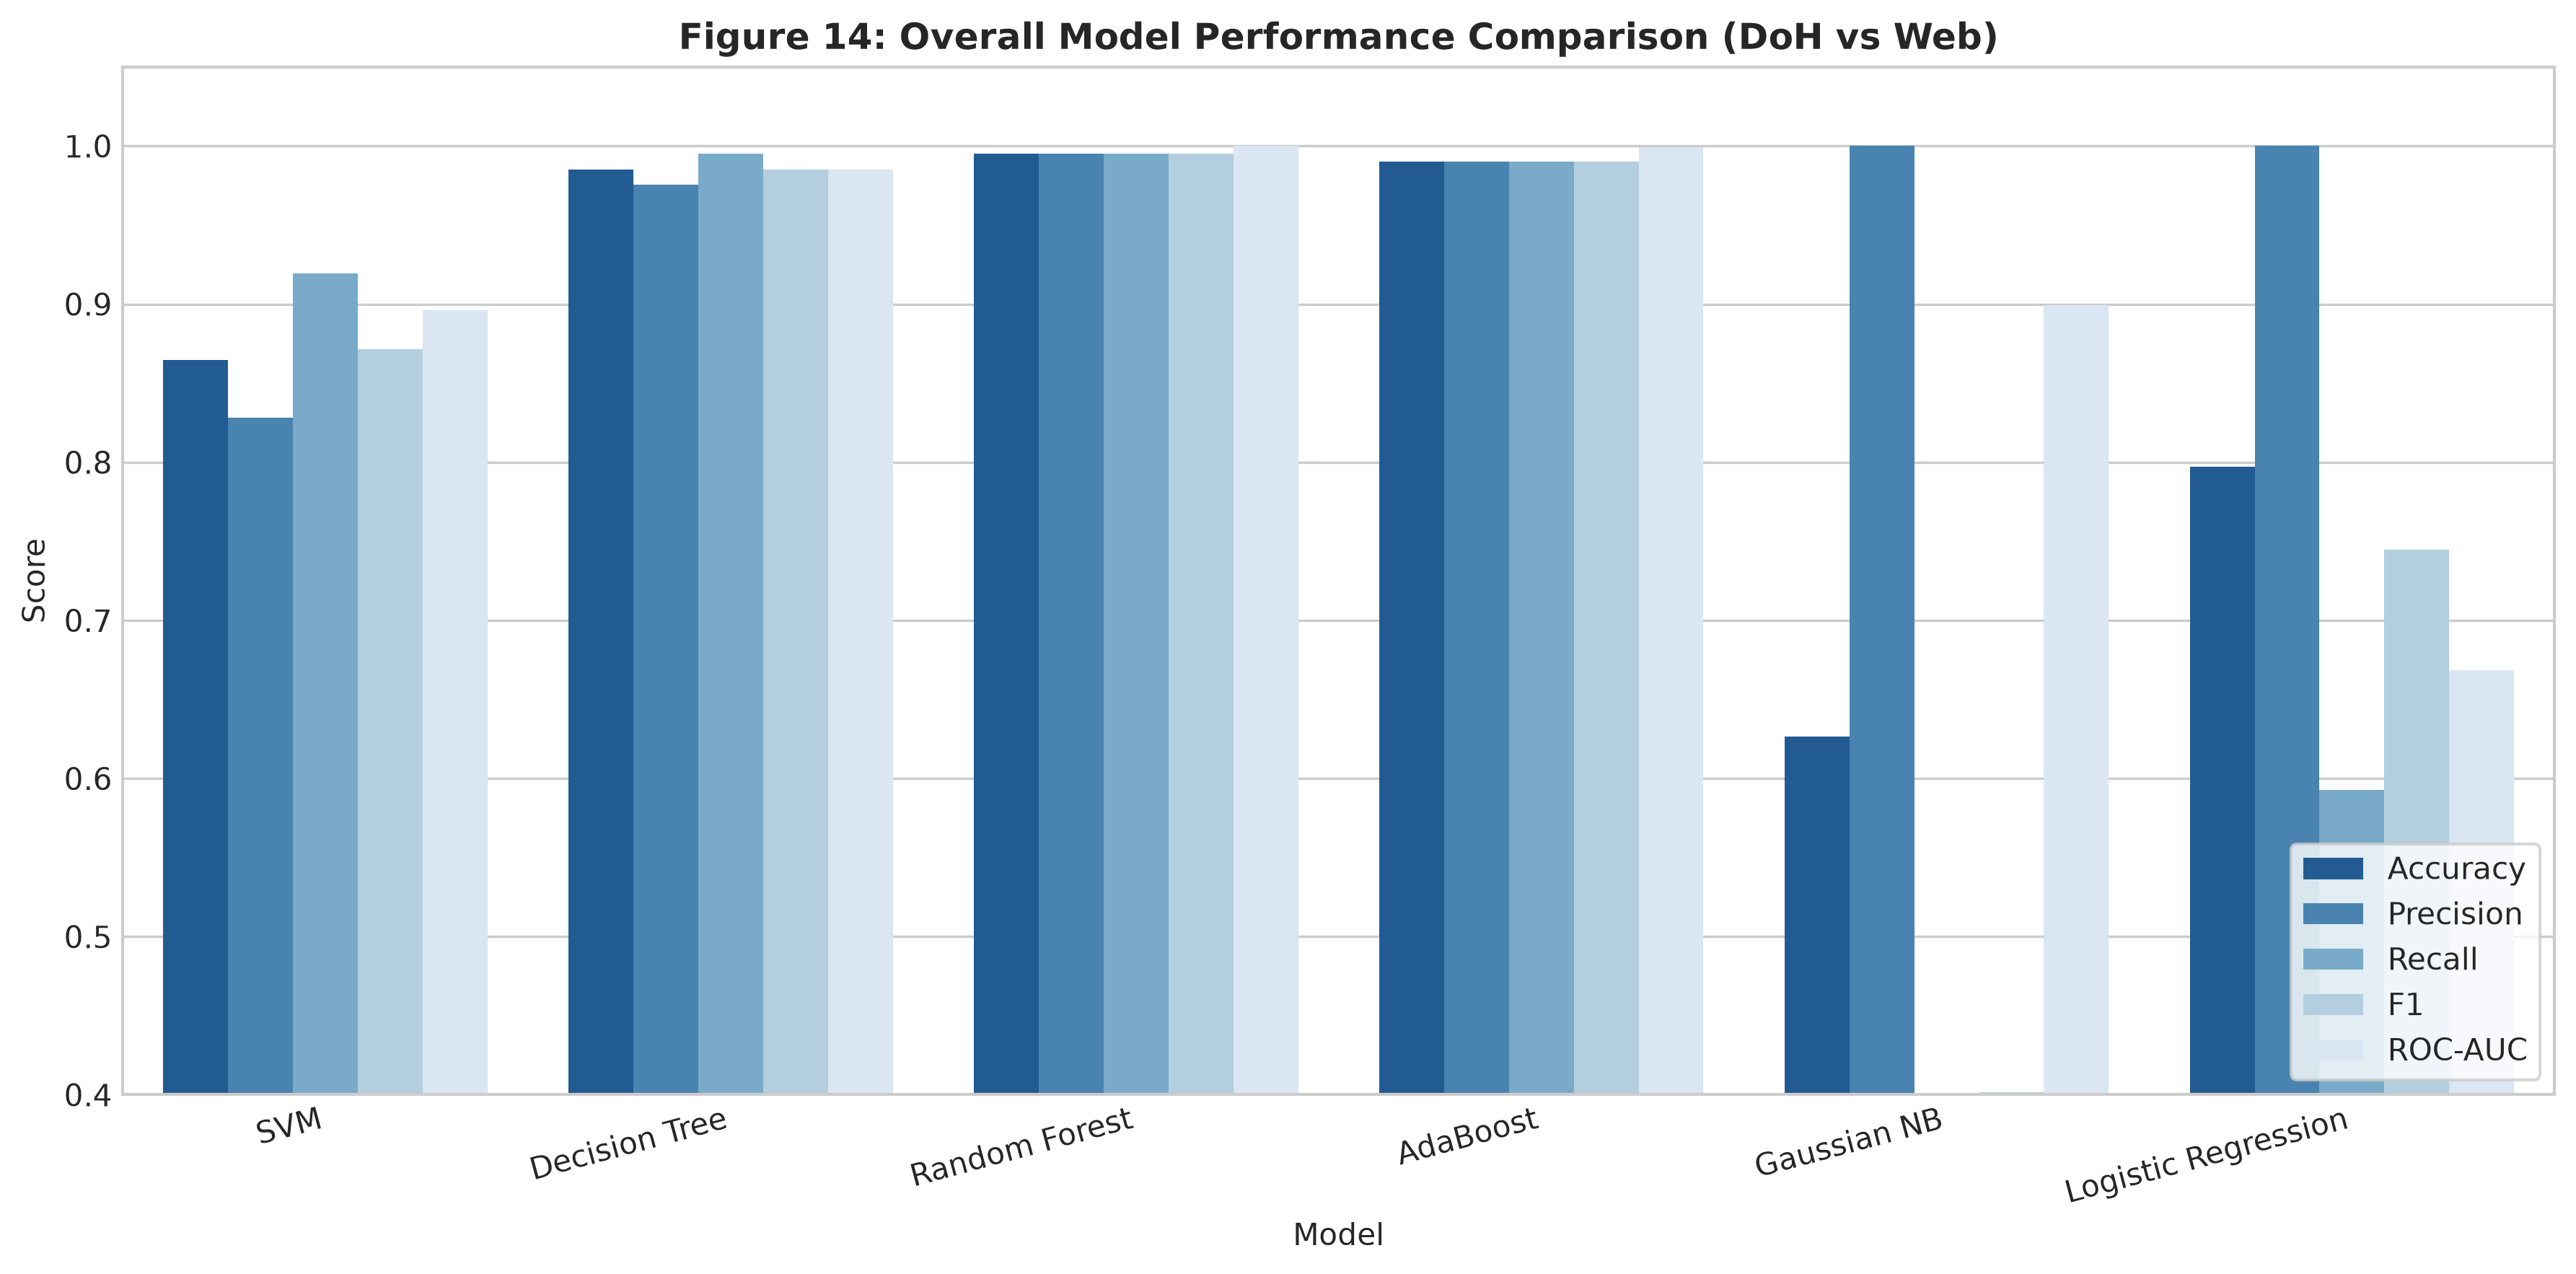 Figure 14: Overall Model Performance Comparison (DoH vs Web)
Score
1.0
0.9
0.8
0.7
0.6
0.5
0.4
SVM
Decision Tree
Random Forest
AdaBoost
Gaussian NB
Logistic Regression
Model
Accuracy
Precision
Recall
F1
ROC-AUC